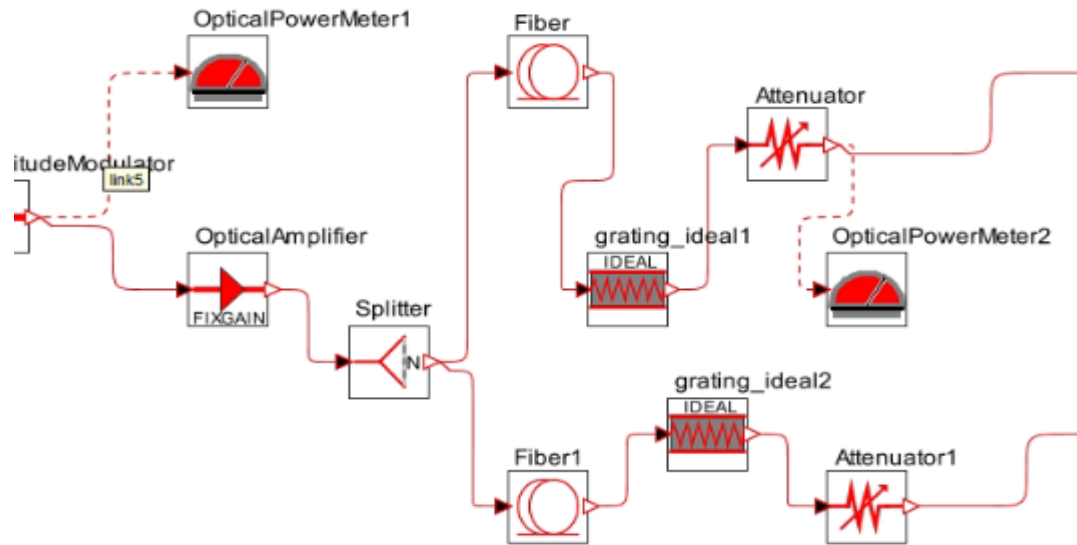 OpticalPowerMeter1
Fiber
Attenuator
itudeModulator
link5
OpticalAmplifier
FIXGAIN
grating_ideal1
IDEAL
OpticalPowerMeter2
Splitter
N
grating_ideal2
IDEAL
Fiber1
Attenuator1